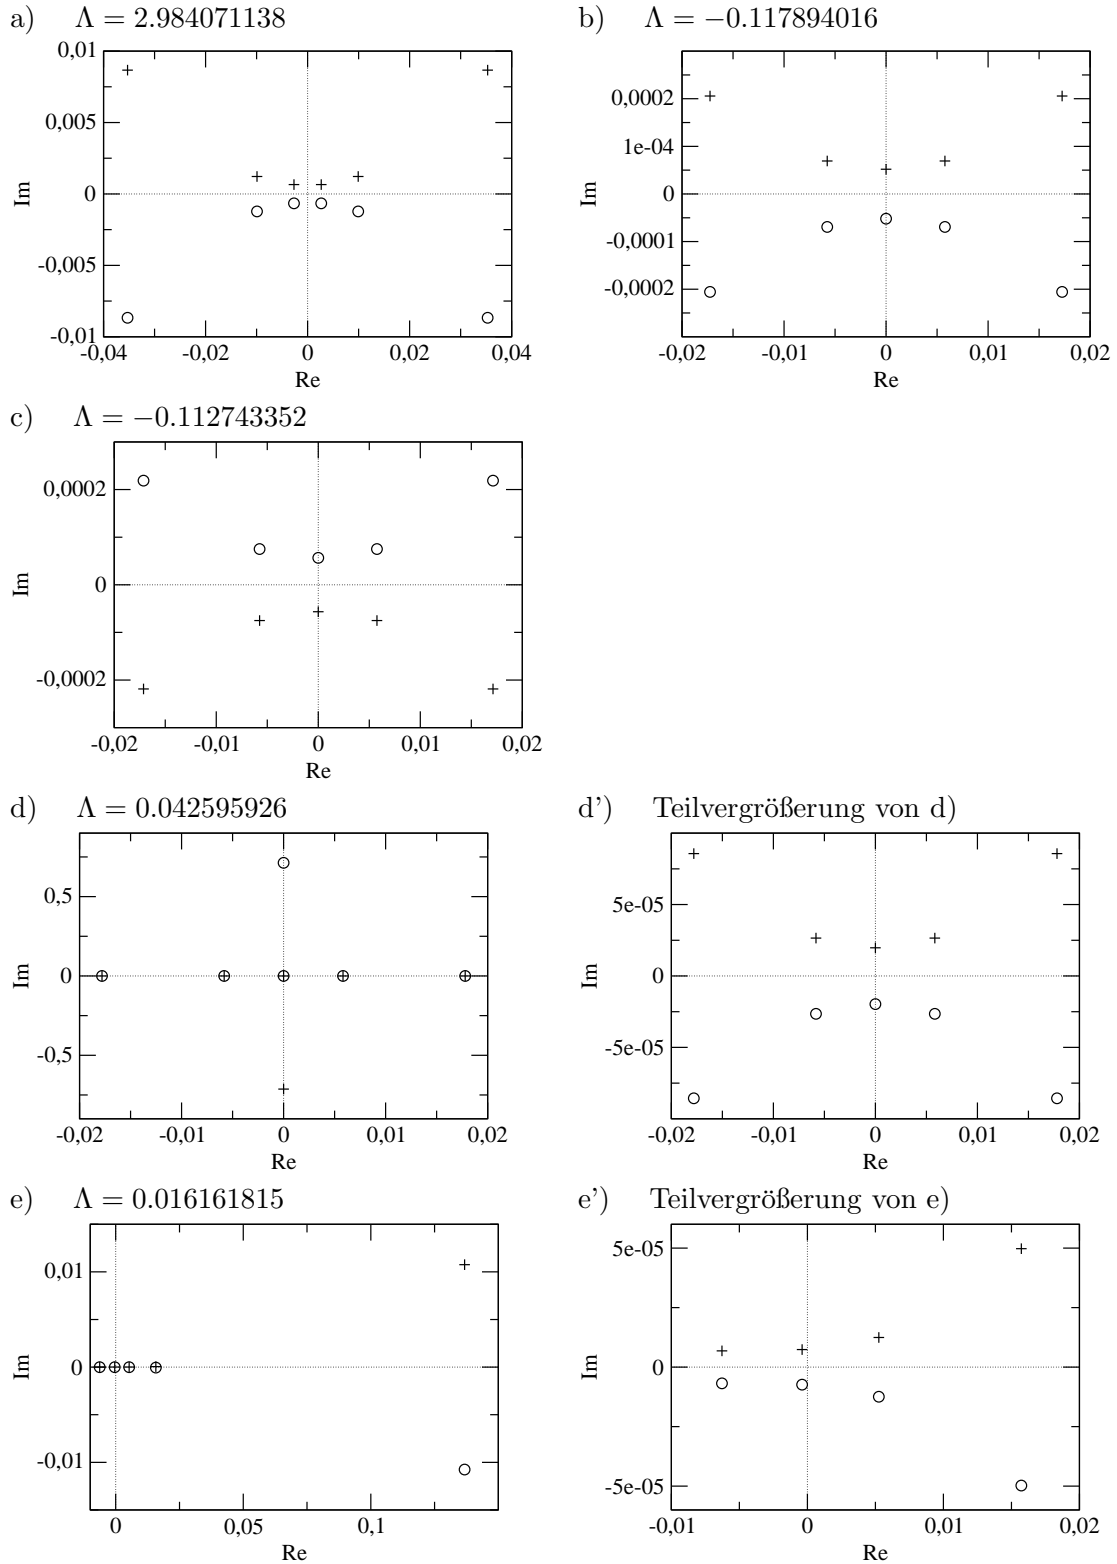 a) Λ = 2.984071138
0,01
0,005
0
-0,005
-0,01
Im
-0,04 -0,02 0 0,02 0,04
Re
b) Λ = −0.117894016
0,0002
1e-04
0
-0,0001
-0,0002
Im
-0,02 -0,01 0 0,01 0,02
Re
c) Λ = −0.112743352
0,0002
0
-0,0002
Im
-0,02 -0,01 0 0,01 0,02
Re
d) Λ = 0.042595926
0,5
0
-0,5
Im
-0,02 -0,01 0 0,01 0,02
Re
d') Teilvergrößerung von d)
5e-05
0
-5e-05
Im
-0,02 -0,01 0 0,01 0,02
Re
e) Λ = 0.016161815
0,01
0
-0,01
Im
0 0,05 0,1
Re
e') Teilvergrößerung von e)
5e-05
0
-5e-05
Im
-0,01 0 0,01 0,02
Re